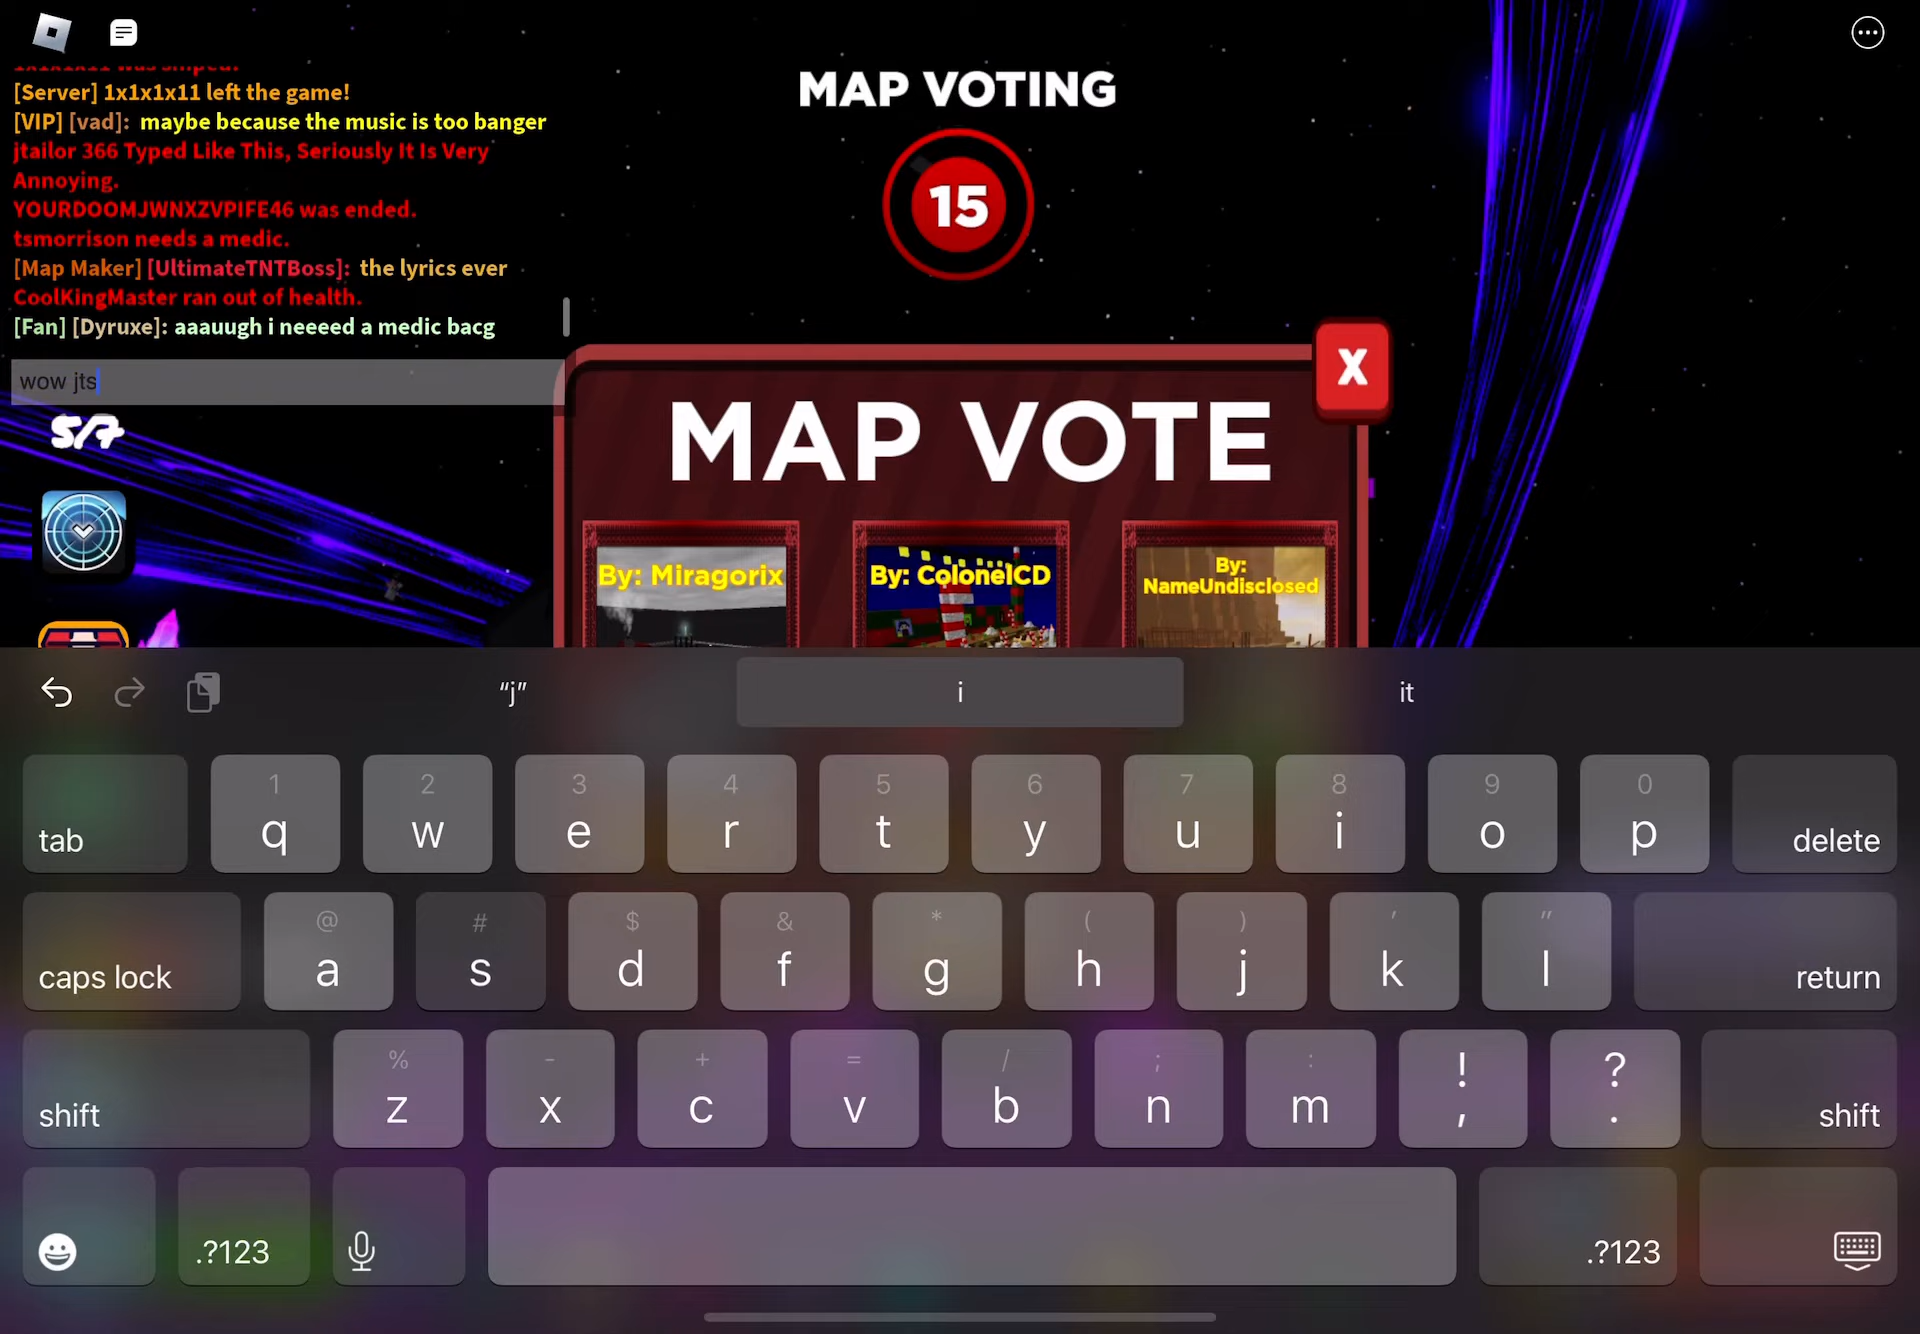 MAP VOTING
15
[Server] 1x1x1x11 left the game!
[VIP] [vad]: maybe because the music is too banger
jtailor 366 Typed Like This, Seriously It Is Very
Annoying.
YOURDOOMJWNXZVPIFE46 was ended.
tsmorrison needs a medic.
[Map Maker] [UltimateTNTBoss]: the lyrics ever
CoolKingMaster ran out of health.
[Fan] [Dyruxe]: aaauugh i neeeed a medic bacg
wow jts
5/7
X
MAP VOTE
By: Miragorix
By: ColonelCD
By:
NameUndisclosed
“j” i it
1 2 3 4 5 6 7 8 9 0
tab q w e r t y u i o p delete
@ # $ & * ( ) ' "
caps lock a s d f g h j k l return
% - + = / ; : ! ?
shift z x c v b n m , . shift
.?123 .?123